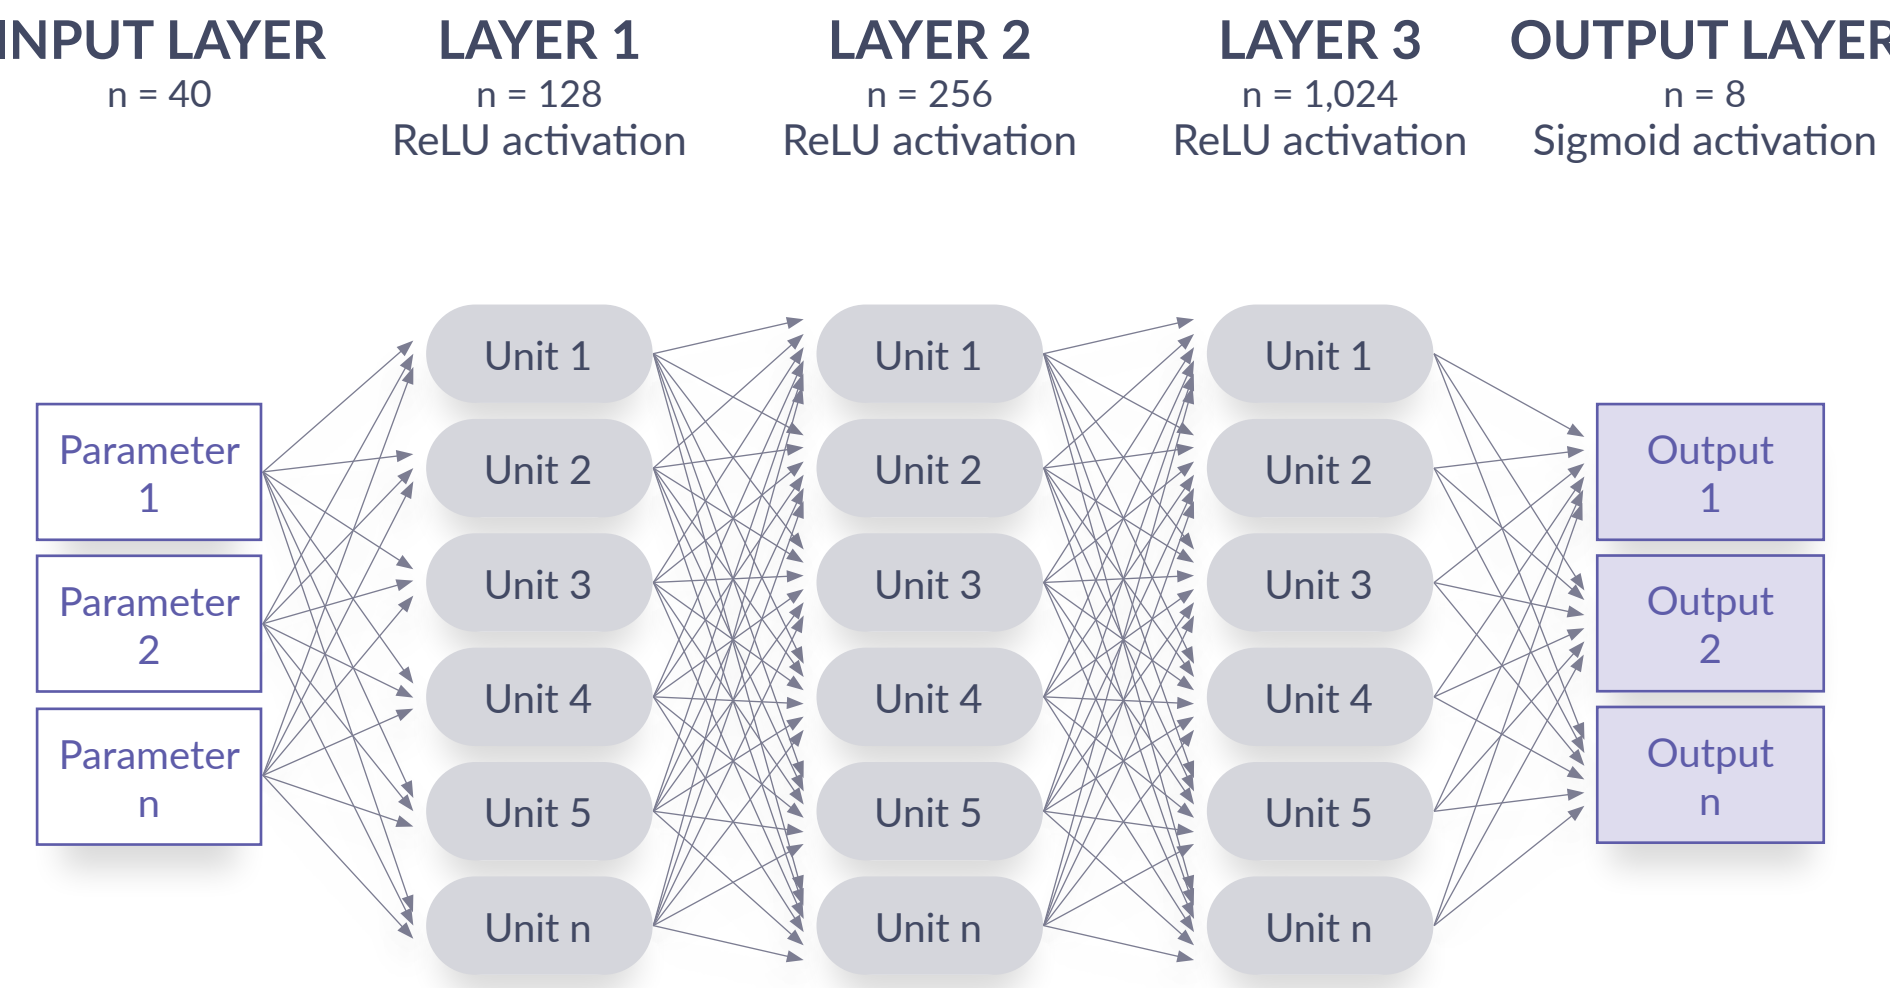 INPUT LAYER
n = 40
LAYER 1
n = 128
ReLU activation
LAYER 2
n = 256
ReLU activation
LAYER 3
n = 1,024
ReLU activation
OUTPUT LAYER
n = 8
Sigmoid activation
Parameter
1
Parameter
2
Parameter
n
Unit 1
Unit 2
Unit 3
Unit 4
Unit 5
Unit n
Unit 1
Unit 2
Unit 3
Unit 4
Unit 5
Unit n
Unit 1
Unit 2
Unit 3
Unit 4
Unit 5
Unit n
Output
1
Output
2
Output
n